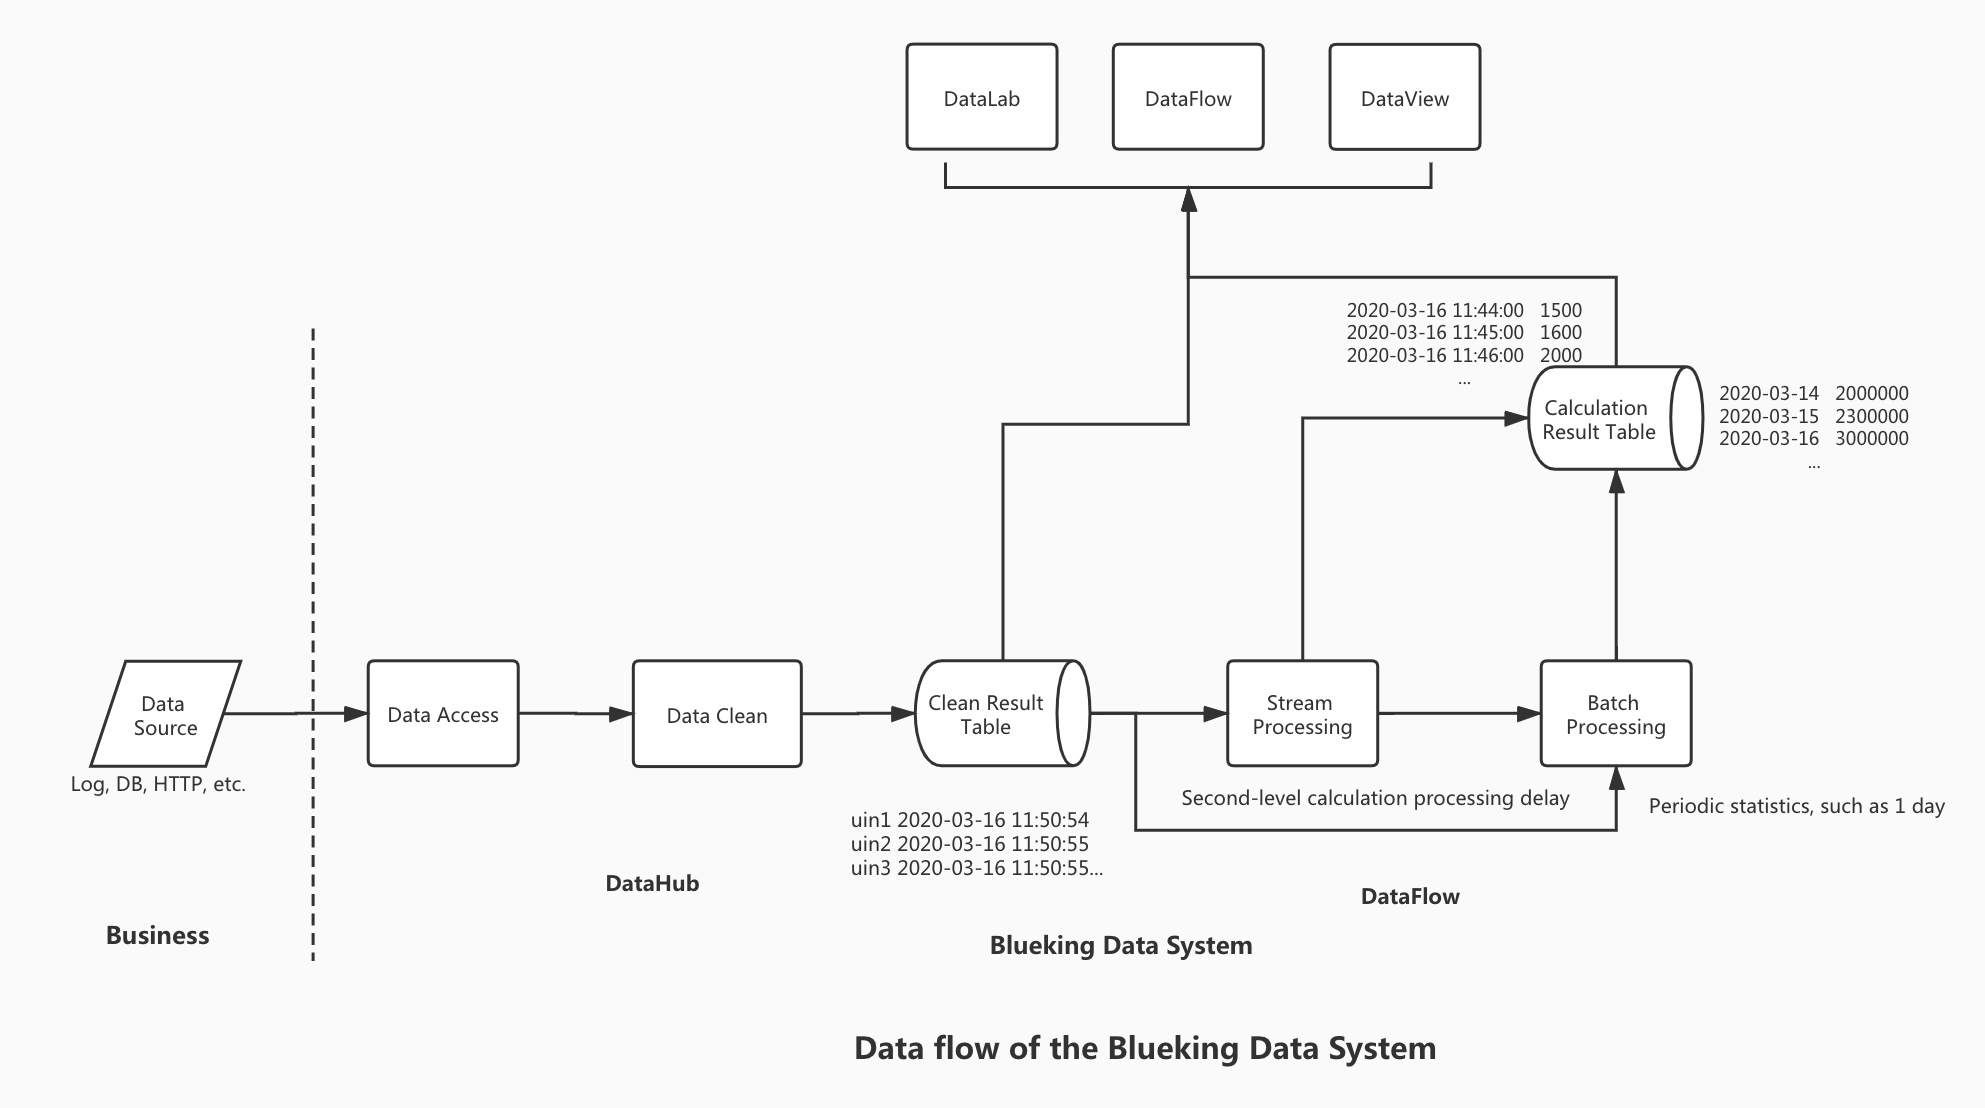 DataLab
DataFlow
DataView
2020-03-16 11:44:00 1500
2020-03-16 11:45:00 1600
2020-03-16 11:46:00 2000
...
Calculation
Result Table
2020-03-14 2000000
2020-03-15 2300000
2020-03-16 3000000
...
Data
Source
Log, DB, HTTP, etc.
Data Access
Data Clean
Clean Result
Table
Stream
Processing
Batch
Processing
Second-level calculation processing delay
Periodic statistics, such as 1 day
uin1 2020-03-16 11:50:54
uin2 2020-03-16 11:50:55
uin3 2020-03-16 11:50:55...
DataHub
DataFlow
Business
Blueking Data System
Data flow of the Blueking Data System